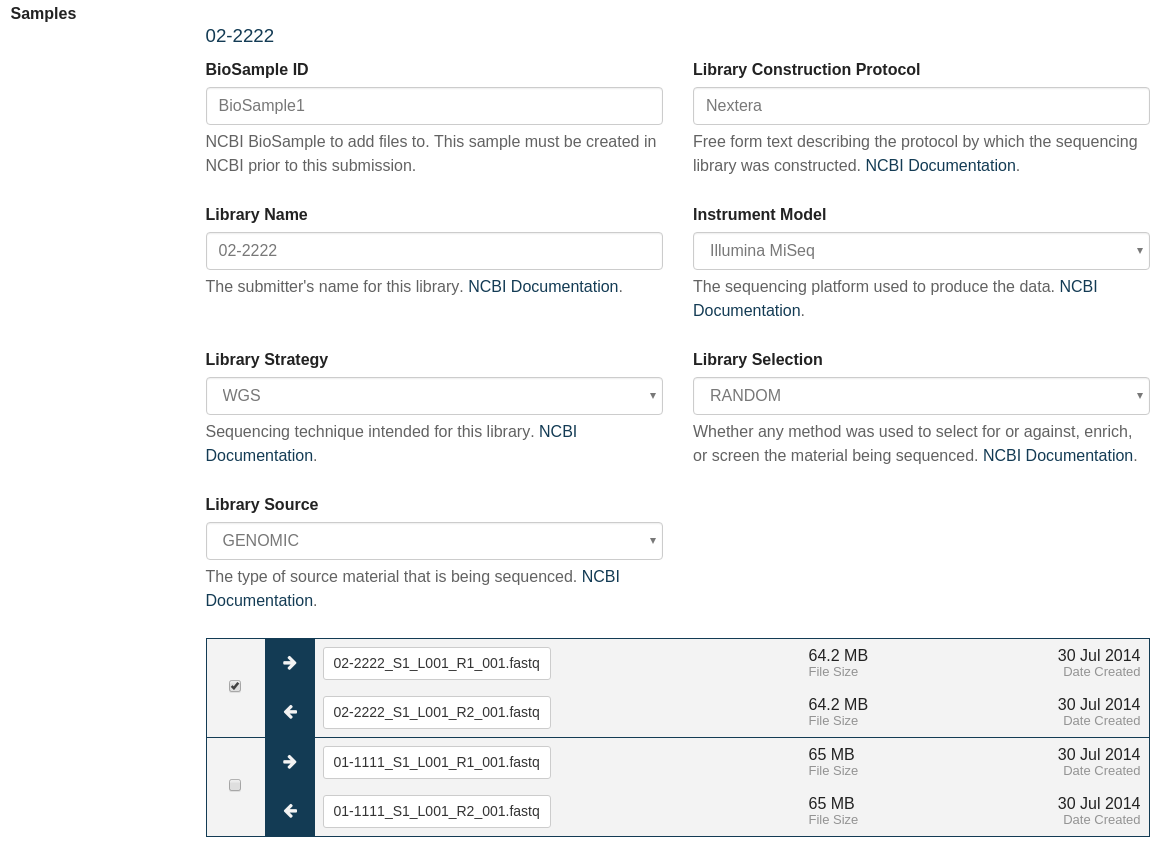 Samples
02-2222
BioSample ID
BioSample1
NCBI BioSample to add files to. This sample must be created in
NCBI prior to this submission.
Library Construction Protocol
Nextera
Free form text describing the protocol by which the sequencing
library was constructed. NCBI Documentation.
Library Name
02-2222
The submitter's name for this library. NCBI Documentation.
Instrument Model
Illumina MiSeq
The sequencing platform used to produce the data. NCBI
Documentation.
Library Strategy
WGS
Sequencing technique intended for this library. NCBI
Documentation.
Library Selection
RANDOM
Whether any method was used to select for or against, enrich,
or screen the material being sequenced. NCBI Documentation.
Library Source
GENOMIC
The type of source material that is being sequenced. NCBI
Documentation.
02-2222_S1_L001_R1_001.fastq 64.2 MB 30 Jul 2014
File Size Date Created
02-2222_S1_L001_R2_001.fastq 64.2 MB 30 Jul 2014
File Size Date Created
01-1111_S1_L001_R1_001.fastq 65 MB 30 Jul 2014
File Size Date Created
01-1111_S1_L001_R2_001.fastq 65 MB 30 Jul 2014
File Size Date Created